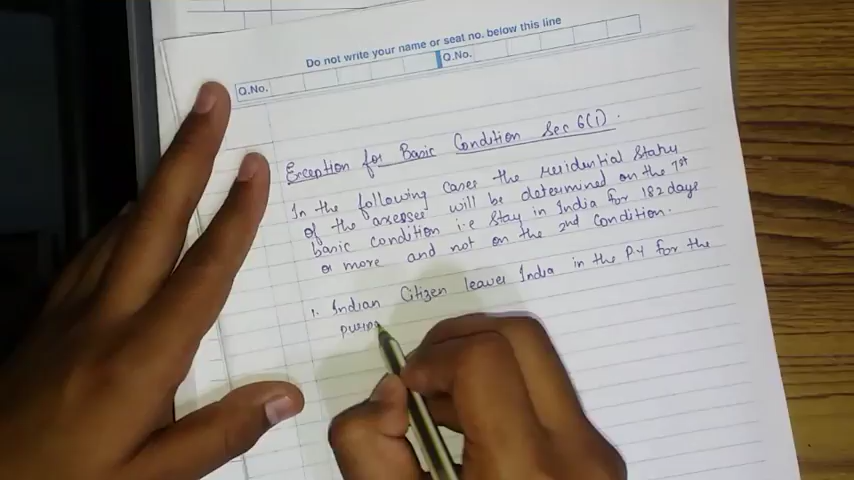 Do not write your name or seat no. below this line
Q.No. Q.No.
Exception for Basic Condition Sec 6(1).
In the following cases the residential Status
of the axessee will be determined on the 1st
basic condition i.e Stay in India for 182 days
or more and not on the 2nd Condition.
1. Indian Citizen leaves India in the P.Y for the
purpo